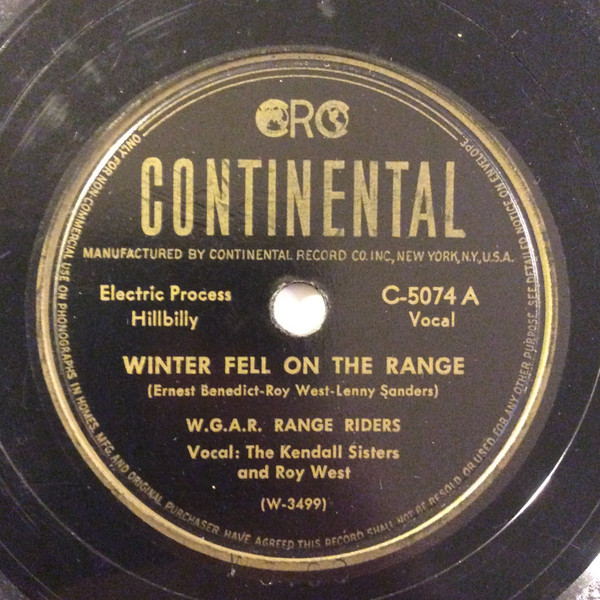 CRC
CONTINENTAL
MANUFACTURED BY CONTINENTAL RECORD CO. INC., NEW YORK, N.Y., U.S.A.
Electric Process
Hillbilly
C-5074 A
Vocal
WINTER FELL ON THE RANGE
(Ernest Benedict-Roy West-Lenny Sanders)
W.G.A.R. RANGE RIDERS
Vocal: The Kendall Sisters
and Roy West
(W-3499)
ONLY FOR NON-COMMERCIAL USE ON PHONOGRAPHS IN HOMES. MFG. AND ORIGINAL PURCHASER HAVE AGREED THIS RECORD SHALL NOT BE RESOLD OR USED FOR ANY OTHER PURPOSE. SEE DETAILED NOTICE ON ENVELOPE.